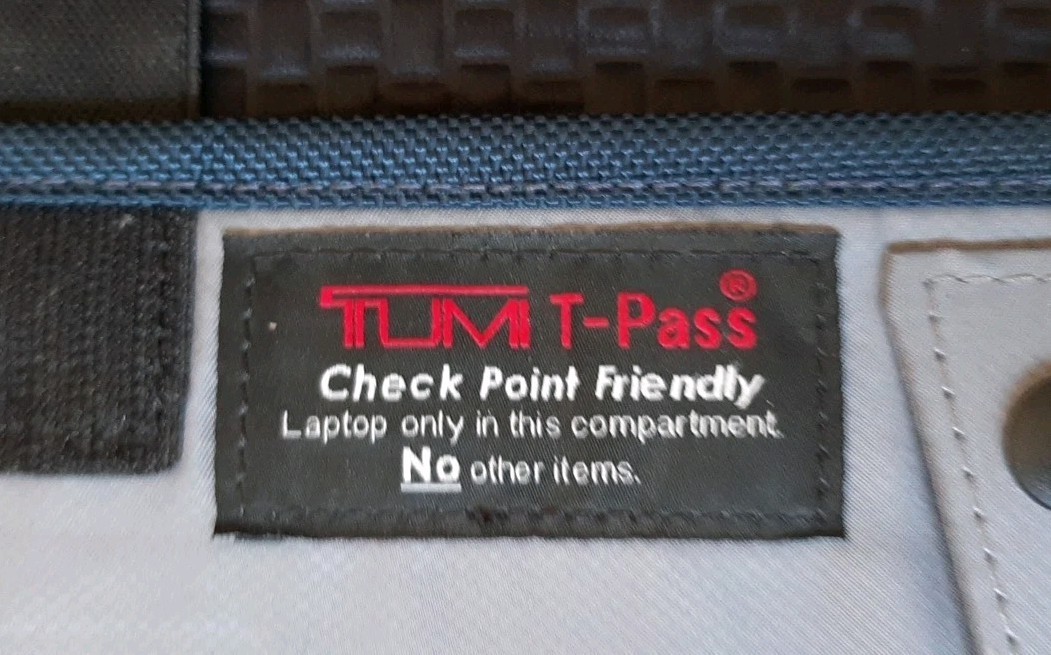 TUMI T-Pass®
Check Point Friendly
Laptop only in this compartment.
No other items.